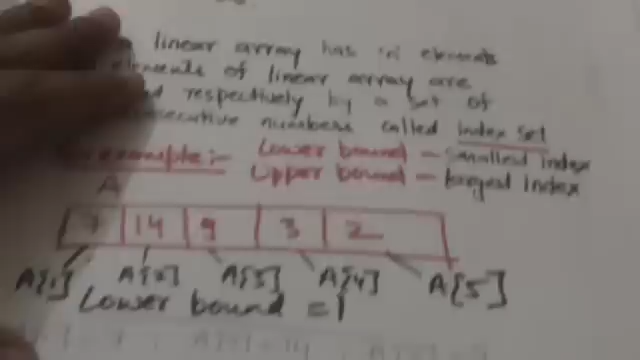 linear array has 'n' elements
elements of linear array are
respectively by a set of
consecutive numbers called index set
example:- Lower bound - smallest index
Upper bound - largest index
A
7 14 9 3 2
A[1] A[2] A[3] A[4] A[5]
Lower bound = 1